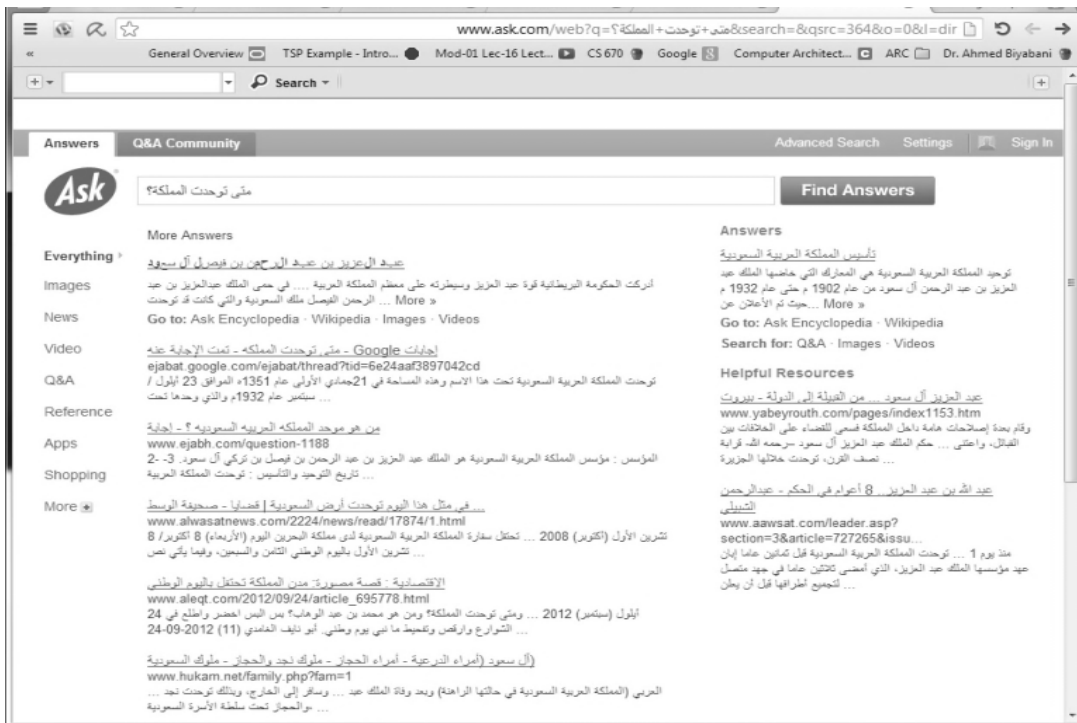 www.ask.com/web?q=متى+توحدت+المملكة؟&search=&qsrc=364&o=0&l=dir
« General Overview TSP Example - Intro... Mod-01 Lec-16 Lect... CS 670 Google Computer Architect... ARC Dr. Ahmed Biyabani
Search
Answers Q&A Community Advanced Search Settings Sign In
Ask متى توحدت المملكة؟ Find Answers
Everything
Images
News
Video
Q&A
Reference
Apps
Shopping
More
More Answers
عبد العزيز بن عبد الرحمن بن فيصل آل سعود
أدركت الحكومة البريطانية قوة عبد العزيز وسيطرته على معظم المملكة العربية .... في حمى الملك عبدالعزيز بن عبد
الرحمن الفيصل ملك السعودية والتي كانت قد توحدت ... More »
Go to: Ask Encyclopedia · Wikipedia · Images · Videos
إجابات Google - متى توحدت المملكه - تمت الإجابة عنه
ejabat.google.com/ejabat/thread?tid=6e24aaf3897042cd
توحدت المملكة العربية السعودية تحت هذا الاسم وهذه المساحة في 21جمادي الأولى عام 1351ه الموافق 23 أيلول /
سبتمبر عام 1932م والذي وحدها تحت ...
من هو موحد المملكه العربيه السعوديه ؟ - إجابة
www.ejabh.com/question-1188
المؤسس : مؤسس المملكة العربية السعودية هو الملك عبد العزيز بن عبد الرحمن بن فيصل بن تركي آل سعود. 3- 2-
تاريخ التوحيد والتأسيس : توحدت المملكة العربية ...
في مثل هذا اليوم توحدت أرض السعودية | قضايا - صحيفة الوسط ...
www.alwasatnews.com/2224/news/read/17874/1.html
تشرين الأول (أكتوبر) 2008 ... تحتفل سفارة المملكة العربية السعودية لدى مملكة البحرين اليوم (الأربعاء) 8 أكتوبر/ 8
تشرين الأول باليوم الوطني الثامن والسبعين، وفيما يأتي نص ...
الاقتصادية : قصة مصورة: مدن المملكة تحتفل باليوم الوطني
www.aleqt.com/2012/09/24/article_695778.html
أيلول (سبتمبر) 2012 ... ومتى توحدت المملكة؟ ومن هو محمد بن عبد الوهاب؟ بس البس اخضر واطلع في 24
الشوارع وارقص وتفحيط ما نبي يوم وطني. أبو نايف الغامدي (11) 2012-09-24 ...
آل سعود (أمراء الدرعية - أمراء الحجاز - ملوك نجد والحجاز - ملوك السعودية)
www.hukam.net/family.php?fam=1
العربي (المملكة العربية السعودية في حالتها الراهنة) وبعد وفاة الملك عبد ... وسافر إلى الخارج، وبذلك توحدت نجد ...
والحجاز تحت سلطة الأسرة السعودية، ...
Answers
تأسيس المملكة العربية السعودية
توحيد المملكة العربية السعودية هي المعارك التي خاضها الملك عبد
العزيز بن عبد الرحمن آل سعود من عام 1902 م حتى عام 1932 م
حيث تم الأعلان عن... More »
Go to: Ask Encyclopedia · Wikipedia
Search for: Q&A · Images · Videos
Helpful Resources
عبد العزيز آل سعود ... من القبيلة إلى الدولة - بيروت
www.yabeyrouth.com/pages/index1153.htm
وقام بعدة إصلاحات هامة داخل المملكة فسعى للقضاء على الخلافات بين
القبائل، واعتنى ... حكم الملك عبد العزيز آل سعود –رحمه الله قرابة
نصف القرن، توحدت خلالها الجزيرة ...
عبد الله بن عبد العزيز.. 8 أعوام في الحكم - عبدالرحمن
الشبيلي
www.aawsat.com/leader.asp?
section=3&article=727265&issu...
منذ يوم 1 ... توحدت المملكة العربية السعودية قبل ثمانين عاما إبان
عهد مؤسسها الملك عبد العزيز، الذي أمضى ثلاثين عاما في جهد متصل
لتجميع أطرافها قبل أن يعلن ...